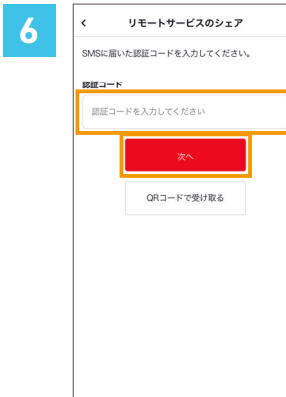 6
リモートサービスのシェア
SMSに届いた認証コードを入力してください。
認証コード
認証コードを入力してください
次へ
QRコードで受け取る